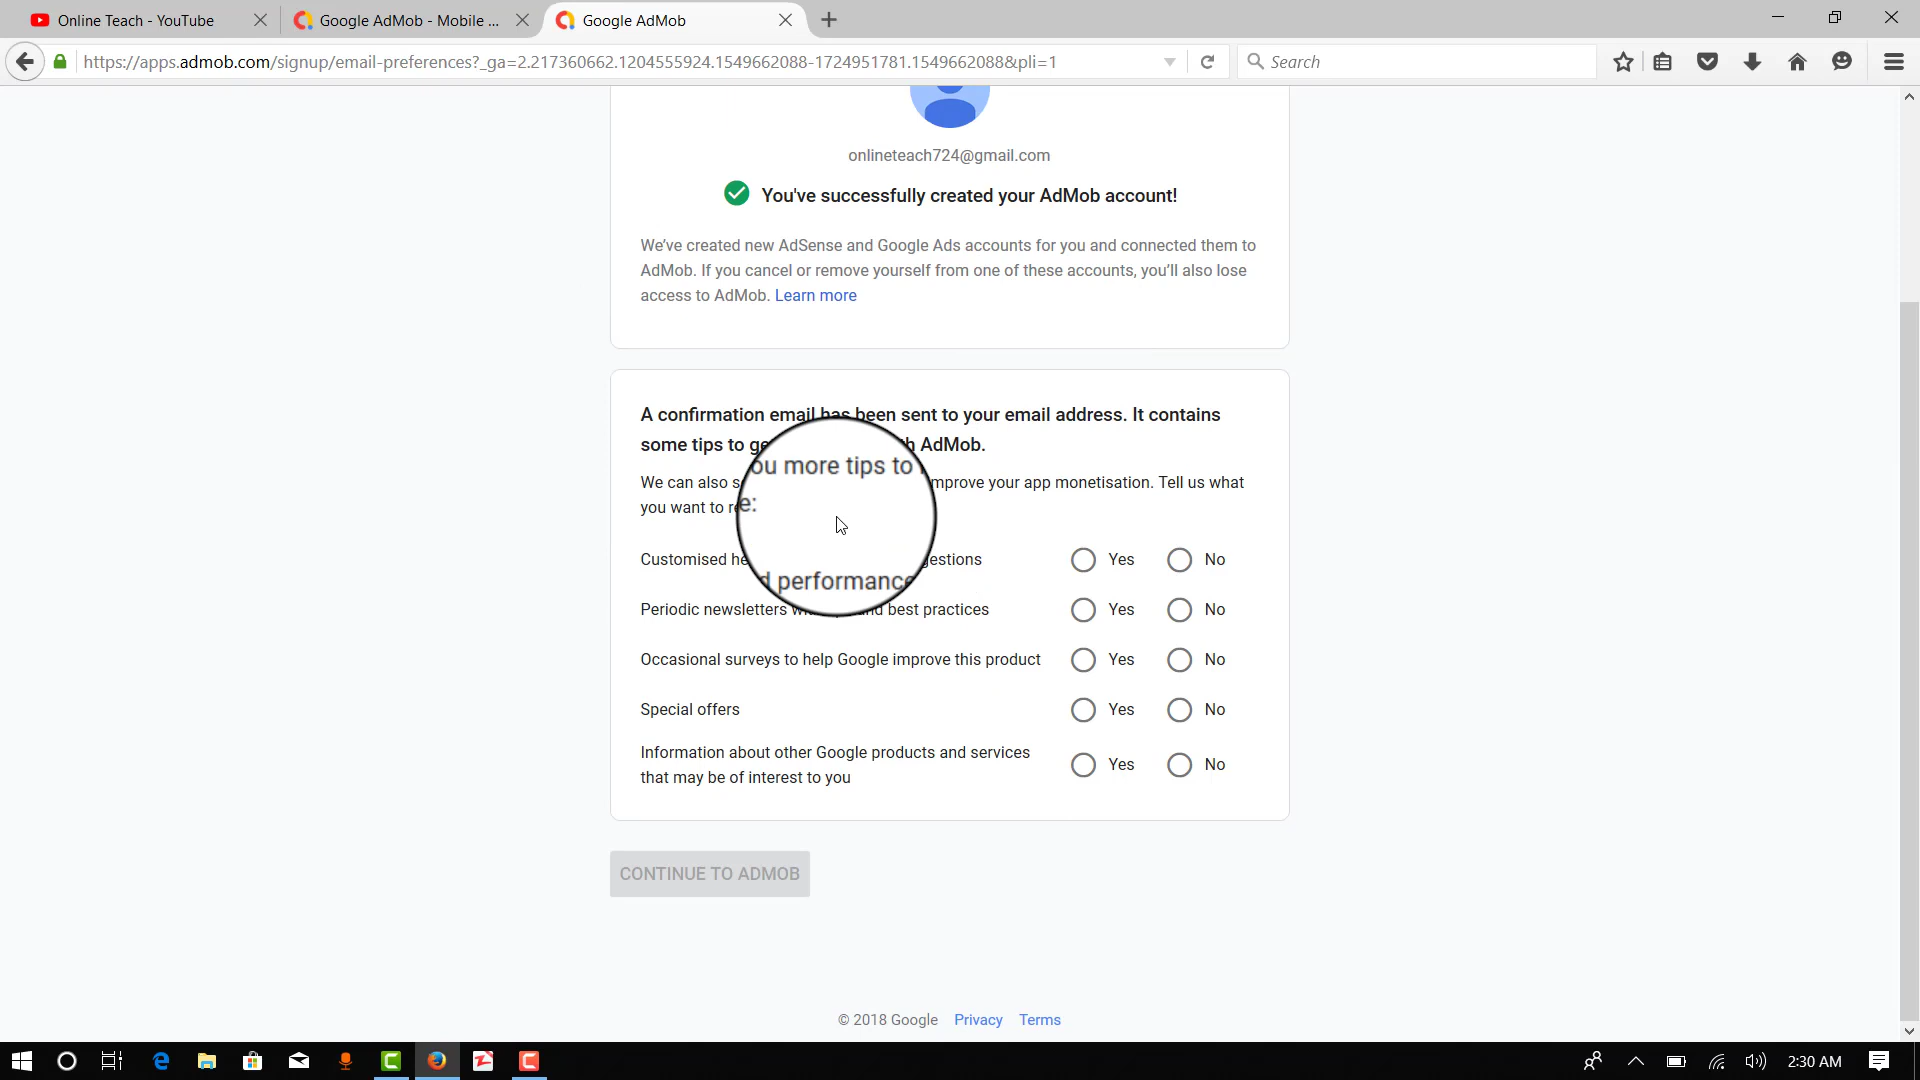 Online Teach - YouTube
Google AdMob - Mobile ...
Google AdMob
https://apps.admob.com/signup/email-preferences?_ga=2.217360662.1204555924.1549662088-1724951781.1549662088&pli=1
Search
onlineteach724@gmail.com
You've successfully created your AdMob account!
We've created new AdSense and Google Ads accounts for you and connected them to
AdMob. If you cancel or remove yourself from one of these accounts, you'll also lose
access to AdMob. Learn more
A confirmation email has been sent to your email address. It contains
some tips to AdMob.
We can also ou more tips to improve your app monetisation. Tell us what
you want to
Customised performance
Yes No
Periodic newsletters and best practices
Yes No
Occasional surveys to help Google improve this product
Yes No
Special offers
Yes No
Information about other Google products and services
that may be of interest to you
Yes No
CONTINUE TO ADMOB
© 2018 Google Privacy Terms
2:30 AM